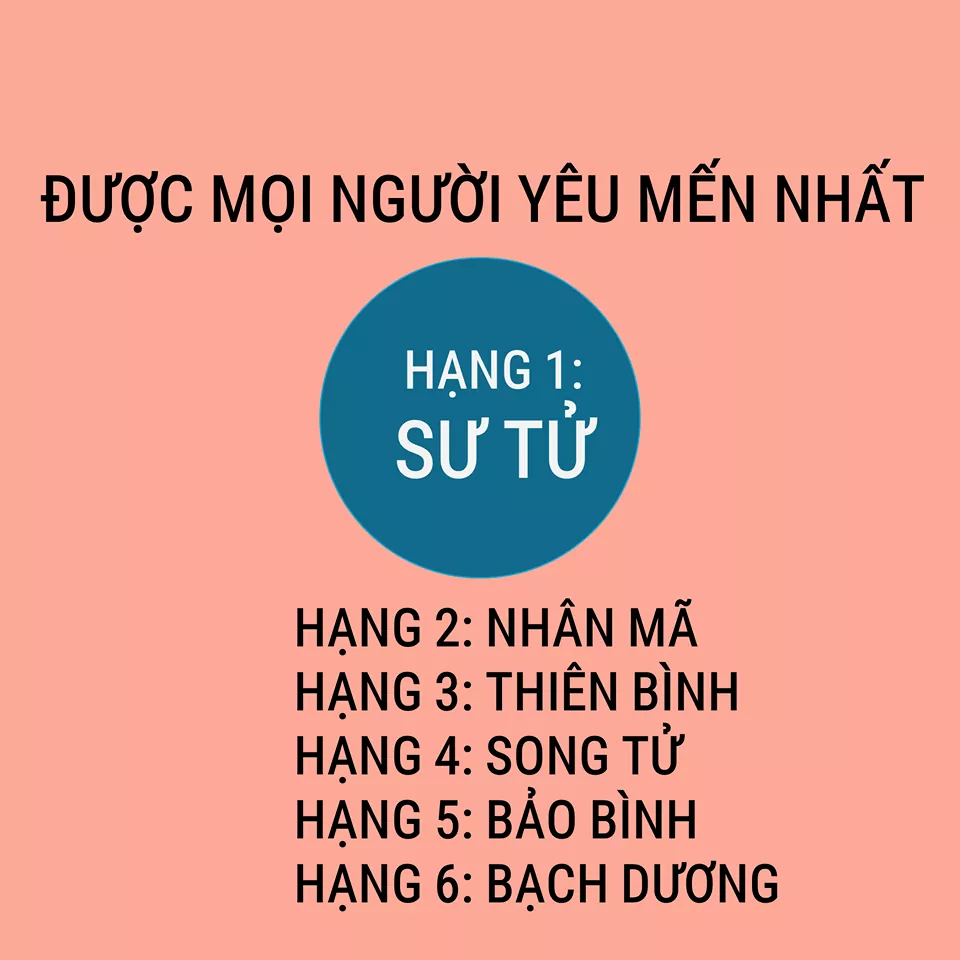 ĐƯỢC MỌI NGƯỜI YÊU MẾN NHẤT
HẠNG 1:
SƯ TỬ
HẠNG 2: NHÂN MÃ
HẠNG 3: THIÊN BÌNH
HẠNG 4: SONG TỬ
HẠNG 5: BẢO BÌNH
HẠNG 6: BẠCH DƯƠNG